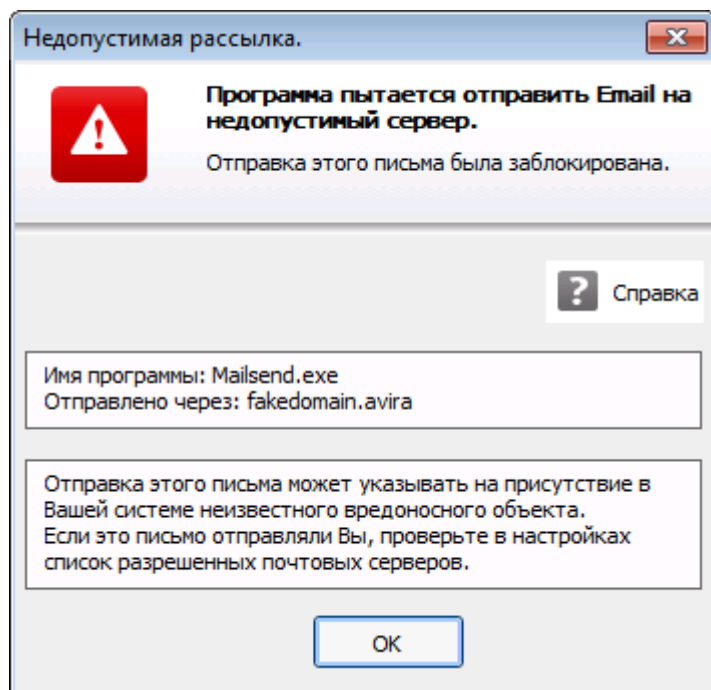 Недопустимая рассылка.
Программа пытается отправить Email на
недопустимый сервер.
Отправка этого письма была заблокирована.
? Справка
Имя программы: Mailsend.exe
Отправлено через: fakedomain.avira
Отправка этого письма может указывать на присутствие в
Вашей системе неизвестного вредоносного объекта.
Если это письмо отправляли Вы, проверьте в настройках
список разрешенных почтовых серверов.
OK